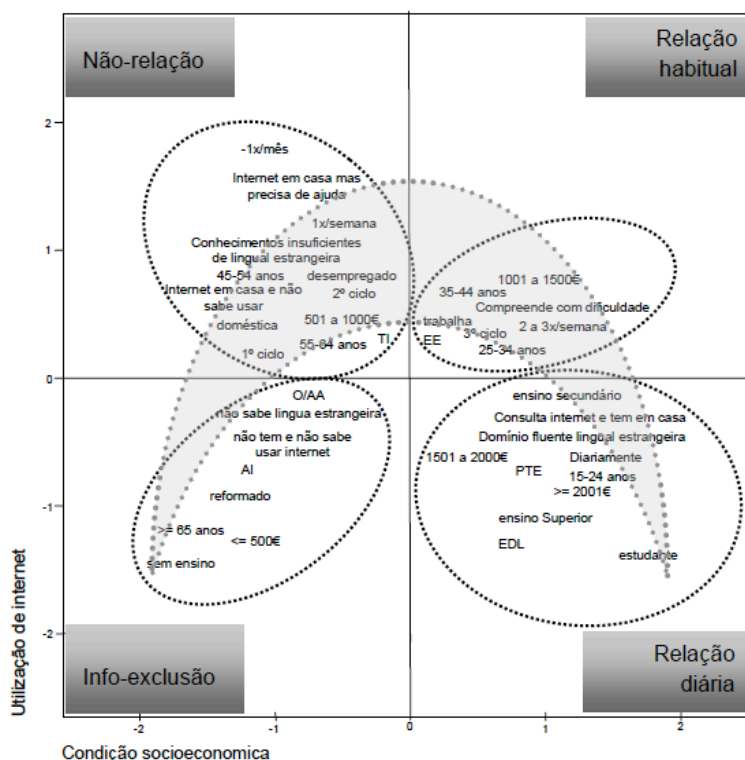 Não-relação
Relação
habitual
2
-1x/mês
Internet em casa mas
precisa de ajuda
1x/semana
Conhecimentos insuficientes
de lingual estrangeira
1
45-54 anos
desempregado
Internet em casa e não
sabe usar
2º ciclo
doméstica
501 a 1000€
1º ciclo
55-64 anos
TI
1001 a 1500€
35-44 anos
Compreende com dificuldade
trabalha
2 a 3x/semana
3º ciclo
EE
25-34 anos
0
O/AA
não sabe lingua estrangeira
não tem e não sabe
usar internet
AI
reformado
-1
>= 65 anos
<= 500€
sem ensino
ensino secundário
Consulta internet e tem em casa
Domínio fluente lingual estrangeira
1501 a 2000€
Diariamente
PTE
15-24 anos
>= 2001€
ensino Superior
EDL
estudante
-2
Utilização de internet
Info-exclusão
Relação
diária
-2
-1
0
1
2
Condição socioeconomica